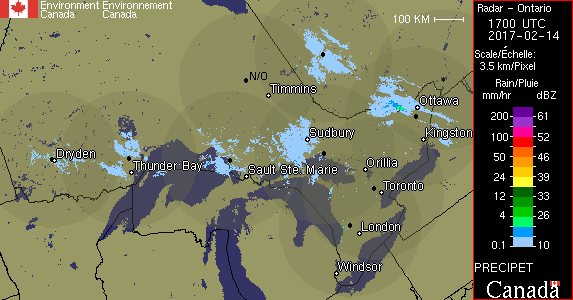 Environment Environnement
Canada Canada
100 KM
N/O
Timmins
Ottawa
Sudbury
Kingston
Dryden
Thunder Bay
Sault Ste. Marie
Orillia
Toronto
London
Windsor
Radar - Ontario
1700 UTC
2017-02-14
Scale/Échelle:
3.5 km/Pixel
Rain/Pluie
mm/hr dBZ
200 61
100 52
50 46
24 39
12 33
4 26
0.1 10
PRECIPET
Canada